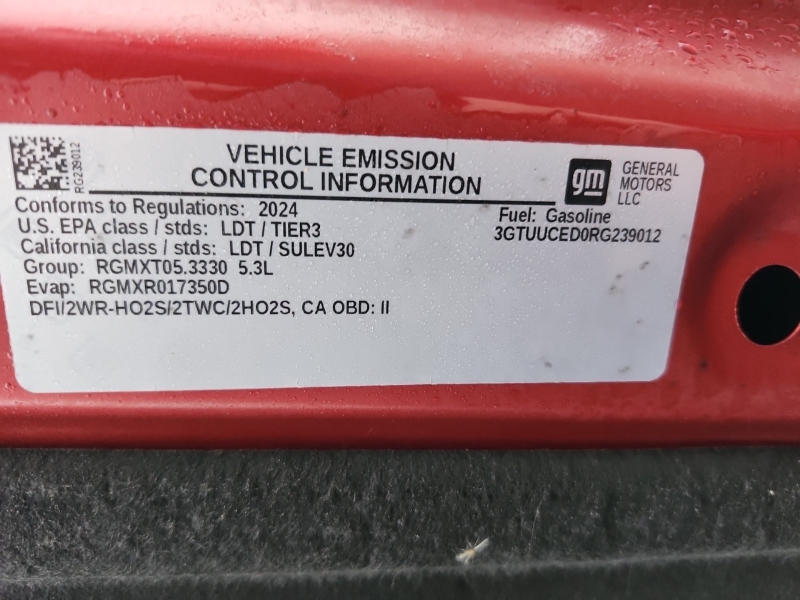 RG239012
VEHICLE EMISSION
CONTROL INFORMATION
gm
GENERAL
MOTORS
LLC
Conforms to Regulations: 2024
U.S. EPA class / stds: LDT / TIER3
California class / stds: LDT / SULEV30
Group: RGMXT05.3330 5.3L
Evap: RGMXR017350D
DFI/2WR-HO2S/2TWC/2HO2S, CA OBD: II
Fuel: Gasoline
3GTUUCED0RG239012